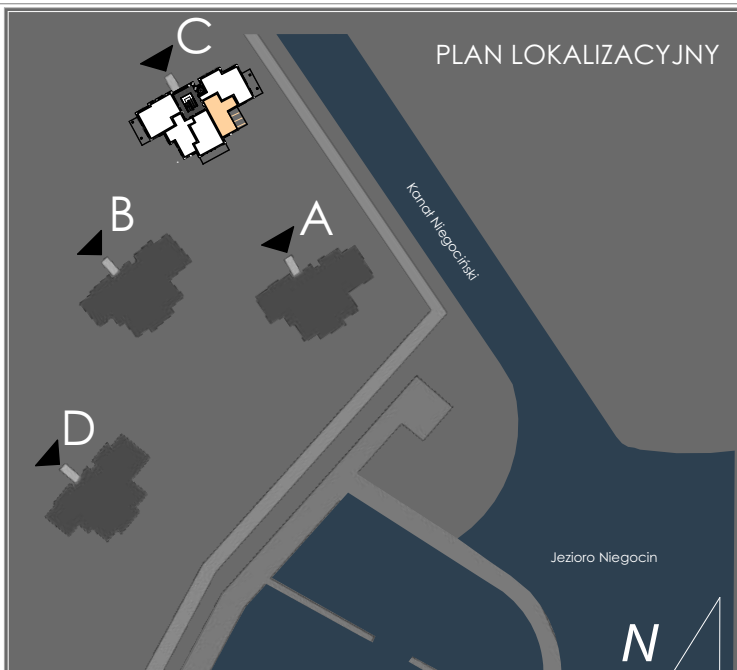 PLAN LOKALIZACYJNY
C
B
A
Kanał Niegociński
D
Jezioro Niegocin
N